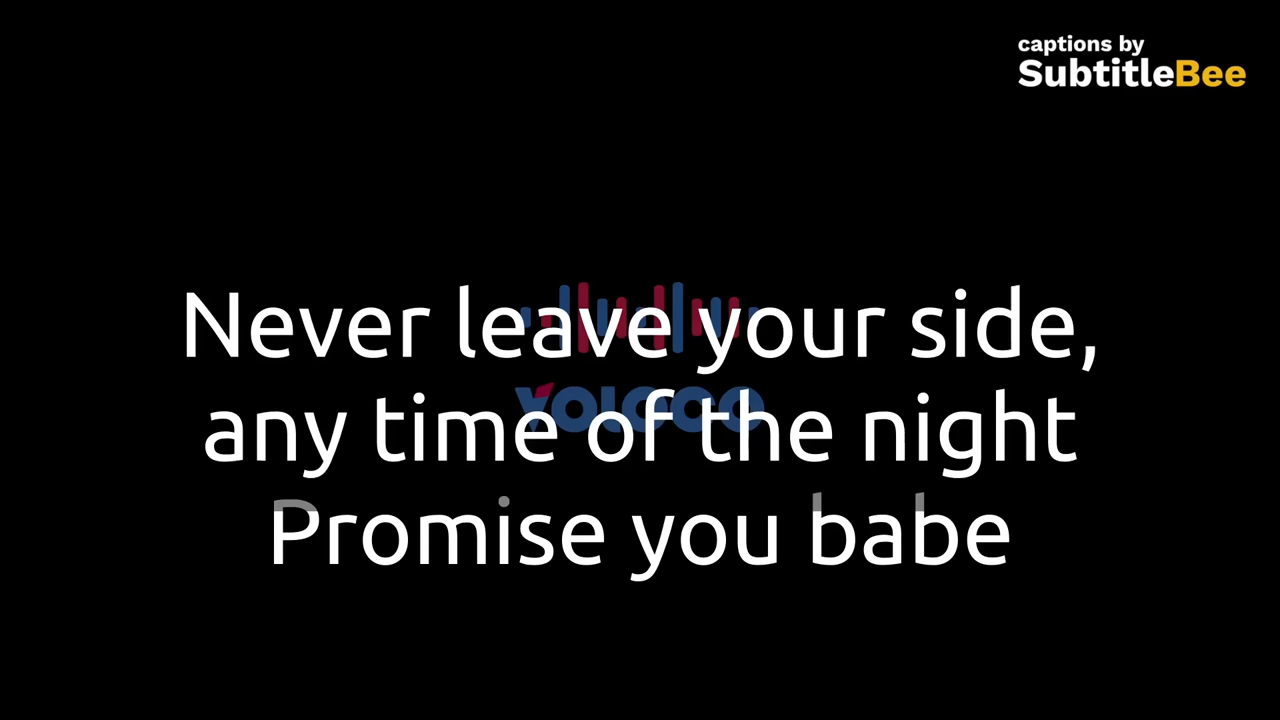 captions by
SubtitleBee
Never leave your side,
any time of the night
Promise you babe